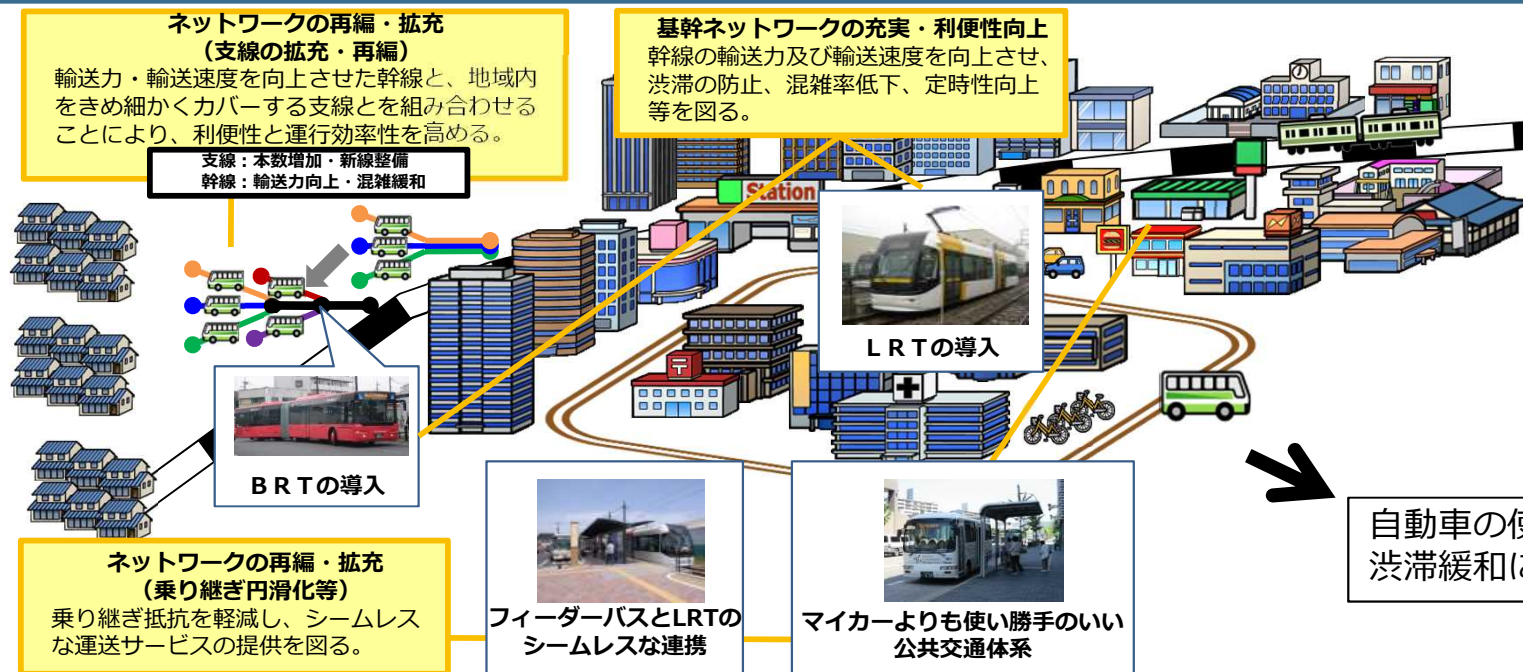 ネットワークの再編・拡充
（支線の拡充・再編）
輸送力・輸送速度を向上させた幹線と、地域内
をきめ細かくカバーする支線とを組み合わせる
ことにより、利便性と運行効率性を高める。
支線：本数増加・新線整備
幹線：輸送力向上・混雑緩和
基幹ネットワークの充実・利便性向上
幹線の輸送力及び輸送速度を向上させ、
渋滞の防止、混雑率低下、定時性向上
等を図る。
Station
ＬＲＴの導入
ＢＲＴの導入
ネットワークの再編・拡充
（乗り継ぎ円滑化等）
乗り継ぎ抵抗を軽減し、シームレス
な運送サービスの提供を図る。
フィーダーバスとLRTの
シームレスな連携
マイカーよりも使い勝手のいい
公共交通体系
自動車の使
渋滞緩和に